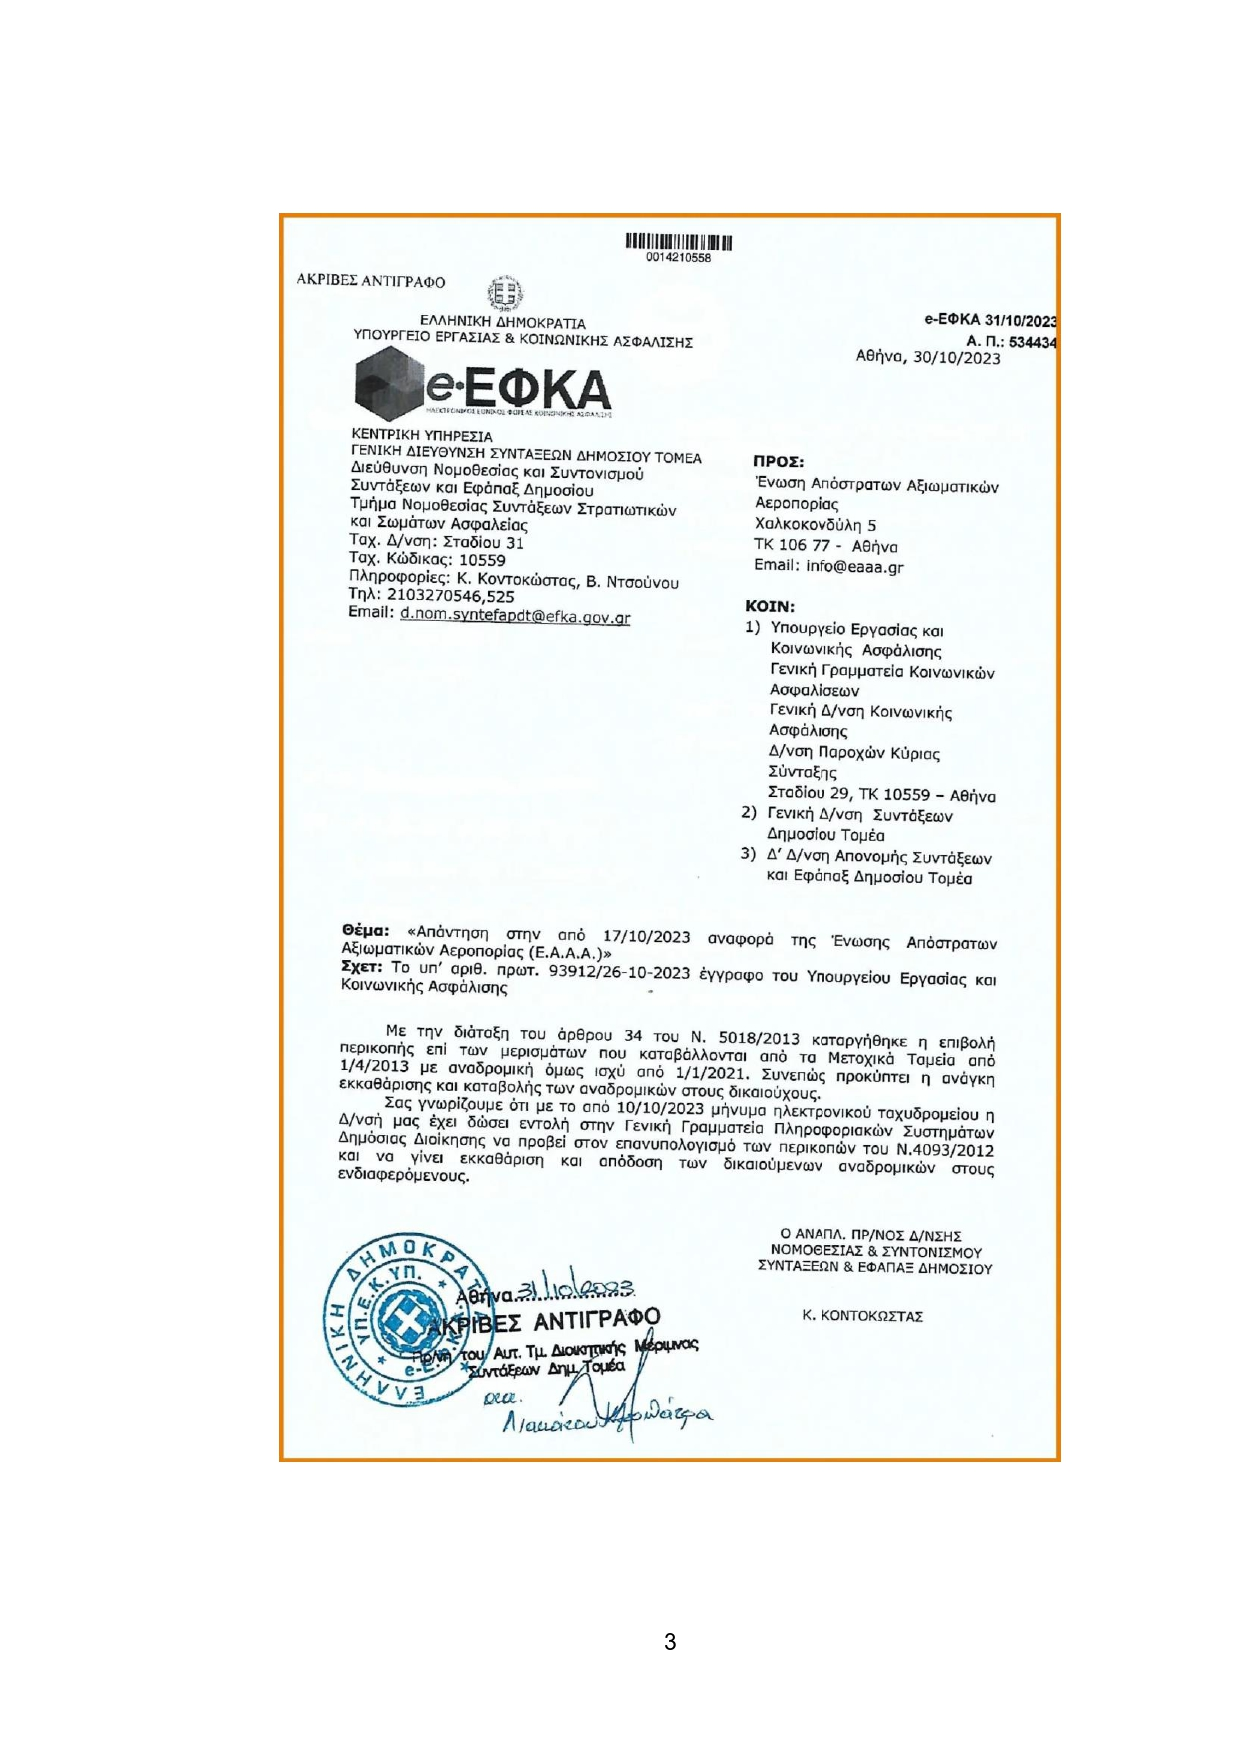 0014210558
ΑΚΡΙΒΕΣ ΑΝΤΙΓΡΑΦΟ
ΕΛΛΗΝΙΚΗ ΔΗΜΟΚΡΑΤΙΑ
ΥΠΟΥΡΓΕΙΟ ΕΡΓΑΣΙΑΣ & ΚΟΙΝΩΝΙΚΗΣ ΑΣΦΑΛΙΣΗΣ
e-ΕΦΚΑ 31/10/2023
Α. Π.: 534434
Αθήνα, 30/10/2023
e-ΕΦΚΑ
ΗΛΕΚΤΡΟΝΙΚΟΣ ΕΘΝΙΚΟΣ ΦΟΡΕΑΣ ΚΟΙΝΩΝΙΚΗΣ ΑΣΦΑΛΙΣΗΣ
ΚΕΝΤΡΙΚΗ ΥΠΗΡΕΣΙΑ
ΓΕΝΙΚΗ ΔΙΕΥΘΥΝΣΗ ΣΥΝΤΑΞΕΩΝ ΔΗΜΟΣΙΟΥ ΤΟΜΕΑ
Διεύθυνση Νομοθεσίας και Συντονισμού
Συντάξεων και Εφάπαξ Δημοσίου
Τμήμα Νομοθεσίας Συντάξεων Στρατιωτικών
και Σωμάτων Ασφαλείας
Ταχ. Δ/νση: Σταδίου 31
Ταχ. Κώδικας: 10559
Πληροφορίες: Κ. Κοντοκώστας, Β. Ντσούνου
Τηλ: 2103270546,525
Email: d.nom.syntefapdt@efka.gov.gr
ΠΡΟΣ:
Ένωση Απόστρατων Αξιωματικών
Αεροπορίας
Χαλκοκονδύλη 5
ΤΚ 106 77 - Αθήνα
Email: info@eaaa.gr
ΚΟΙΝ:
1) Υπουργείο Εργασίας και
Κοινωνικής Ασφάλισης
Γενική Γραμματεία Κοινωνικών
Ασφαλίσεων
Γενική Δ/νση Κοινωνικής
Ασφάλισης
Δ/νση Παροχών Κύριας
Σύνταξης
Σταδίου 29, ΤΚ 10559 – Αθήνα
2) Γενική Δ/νση Συντάξεων
Δημοσίου Τομέα
3) Δ’ Δ/νση Απονομής Συντάξεων
και Εφάπαξ Δημοσίου Τομέα
Θέμα: «Απάντηση στην από 17/10/2023 αναφορά της Ένωσης Απόστρατων
Αξιωματικών Αεροπορίας (Ε.Α.Α.Α.)»
Σχετ: Το υπ’ αριθ. πρωτ. 93912/26-10-2023 έγγραφο του Υπουργείου Εργασίας και
Κοινωνικής Ασφάλισης
Με την διάταξη του άρθρου 34 του Ν. 5018/2013 καταργήθηκε η επιβολή
περικοπής επί των μερισμάτων που καταβάλλονται από τα Μετοχικά Ταμεία από
1/4/2013 με αναδρομική όμως ισχύ από 1/1/2021. Συνεπώς προκύπτει η ανάγκη
εκκαθάρισης και καταβολής των αναδρομικών στους δικαιούχους.
Σας γνωρίζουμε ότι με το από 10/10/2023 μήνυμα ηλεκτρονικού ταχυδρομείου η
Δ/νσή μας έχει δώσει εντολή στην Γενική Γραμματεία Πληροφοριακών Συστημάτων
Δημόσιας Διοίκησης να προβεί στον επανυπολογισμό των περικοπών του Ν.4093/2012
και να γίνει εκκαθάριση και απόδοση των δικαιούμενων αναδρομικών στους
ενδιαφερόμενους.
Ο ΑΝΑΠΛ. ΠΡ/ΝΟΣ Δ/ΝΣΗΣ
ΝΟΜΟΘΕΣΙΑΣ & ΣΥΝΤΟΝΙΣΜΟΥ
ΣΥΝΤΑΞΕΩΝ & ΕΦΑΠΑΞ ΔΗΜΟΣΙΟΥ
Κ. ΚΟΝΤΟΚΩΣΤΑΣ
ΕΛΛΗΝΙΚΗ ΔΗΜΟΚΡΑΤΙΑ
ΥΠ.Ε.Κ.ΥΠ.
Αθήνα 31/10/2023
ΑΚΡΙΒΕΣ ΑΝΤΙΓΡΑΦΟ
του Αυτ. Τμ. Διοικητικής Μέριμνας
Συντάξεων Δημ. Τομέα
3